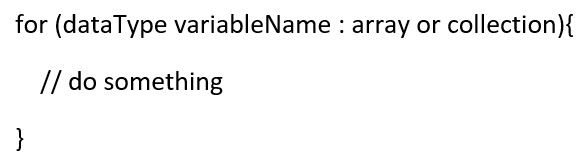 for (dataType variableName : array or collection){
// do something
}